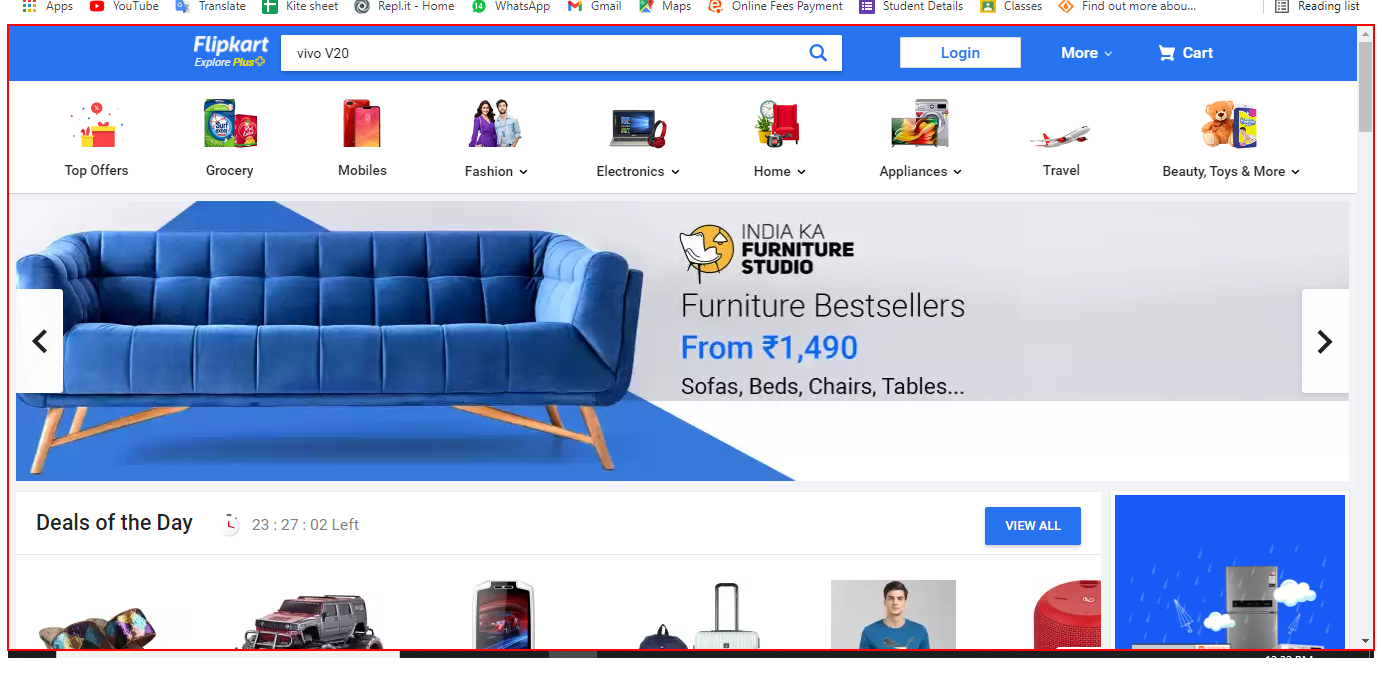 Apps YouTube Translate Kite sheet Repl.it - Home 14 WhatsApp Gmail Maps Online Fees Payment Student Details Classes Find out more abou... Reading list
Flipkart
Explore Plus
vivo V20
Login
More
Cart
Top Offers
Grocery
Mobiles
Fashion
Electronics
Home
Appliances
Travel
Beauty, Toys & More
INDIA KA
FURNITURE
STUDIO
Furniture Bestsellers
From ₹1,490
Sofas, Beds, Chairs, Tables...
Deals of the Day
23 : 27 : 02 Left
VIEW ALL